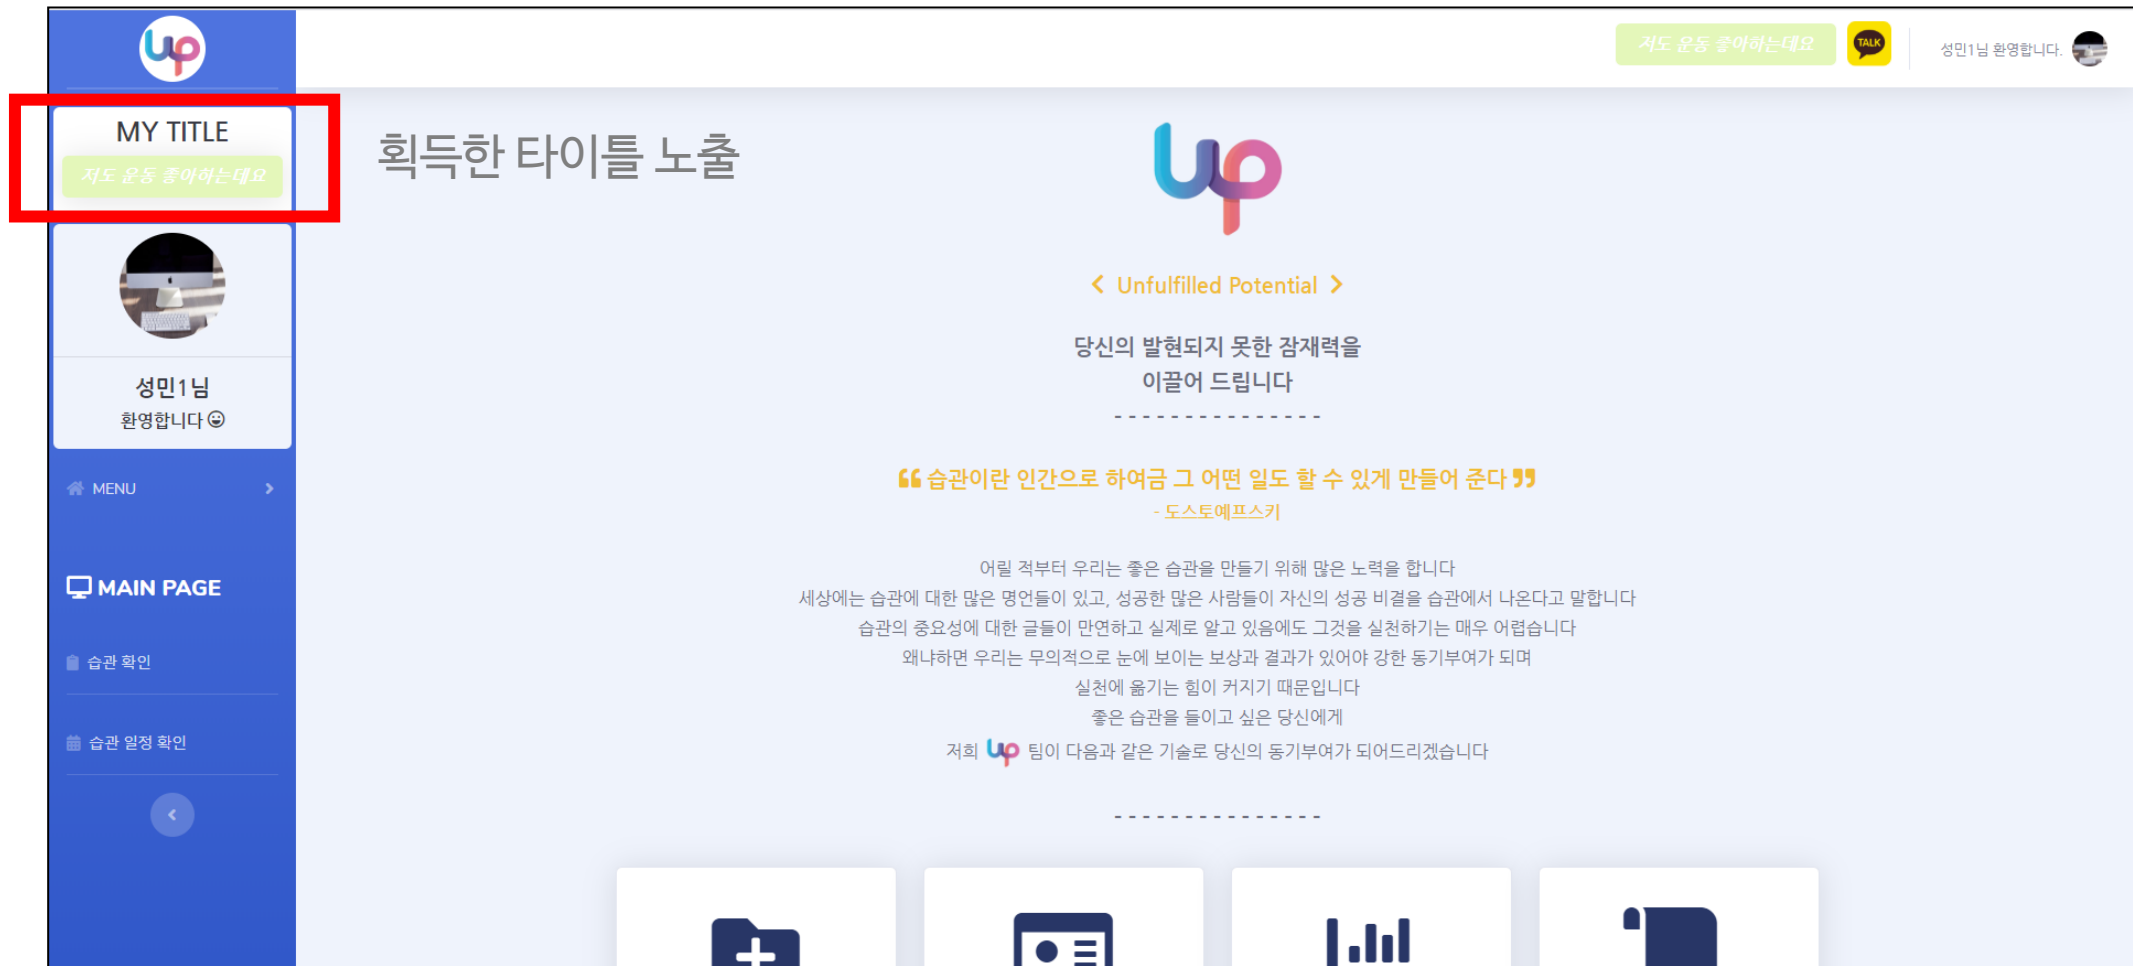 up
저도 운동 좋아하는데요
TALK
성민1님 환영합니다.
MY TITLE
저도 운동 좋아하는데요
획득한 타이틀 노출
up
성민1님
환영합니다
MENU
MAIN PAGE
습관 확인
습관 일정 확인
< Unfulfilled Potential >
당신의 발현되지 못한 잠재력을
이끌어 드립니다
- - - - - - - - - - - - - - -
❝ 습관이란 인간으로 하여금 그 어떤 일도 할 수 있게 만들어 준다 ❞
- 도스토예프스키
어릴 적부터 우리는 좋은 습관을 만들기 위해 많은 노력을 합니다
세상에는 습관에 대한 많은 명언들이 있고, 성공한 많은 사람들이 자신의 성공 비결을 습관에서 나온다고 말합니다
습관의 중요성에 대한 글들이 만연하고 실제로 알고 있음에도 그것을 실천하기는 매우 어렵습니다
왜냐하면 우리는 무의적으로 눈에 보이는 보상과 결과가 있어야 강한 동기부여가 되며
실천에 옮기는 힘이 커지기 때문입니다
좋은 습관을 들이고 싶은 당신에게
저희 up 팀이 다음과 같은 기술로 당신의 동기부여가 되어드리겠습니다
- - - - - - - - - - - - - - -